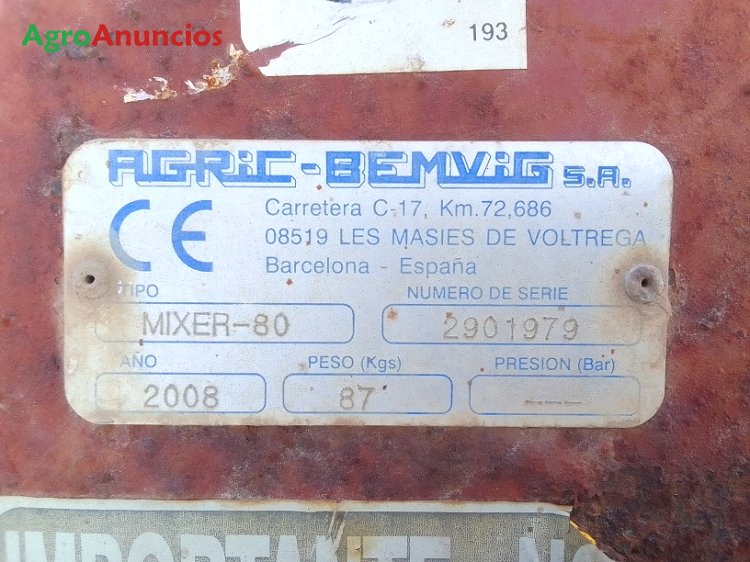 AgroAnuncios
193
AGRIC-BEMVIG S.A.
CE
Carretera C-17, Km.72,686
08519 LES MASIES DE VOLTREGA
Barcelona - España
TIPO
NUMERO DE SERIE
MIXER-80
2901979
AÑO
PESO (Kgs)
PRESION (Bar)
2008
87
---
IMPORTANTE